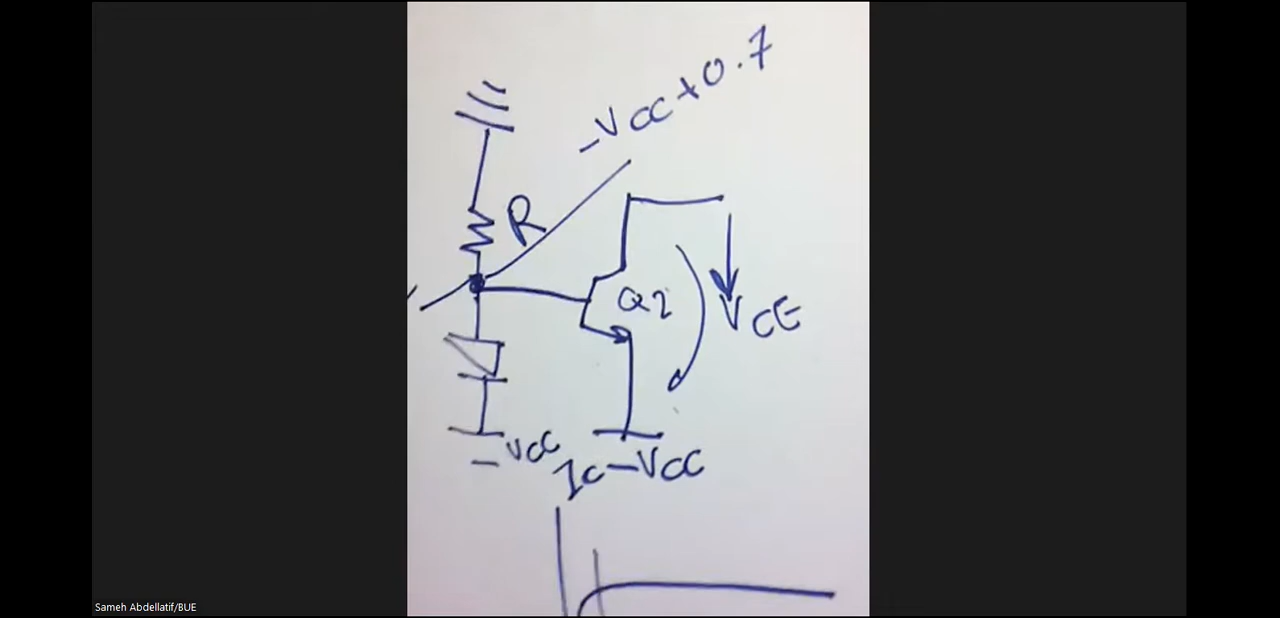 -VCC+0.7
R
Q2
VCE
-VCC
-VCC
Ic
Sameh Abdellatif/BUE